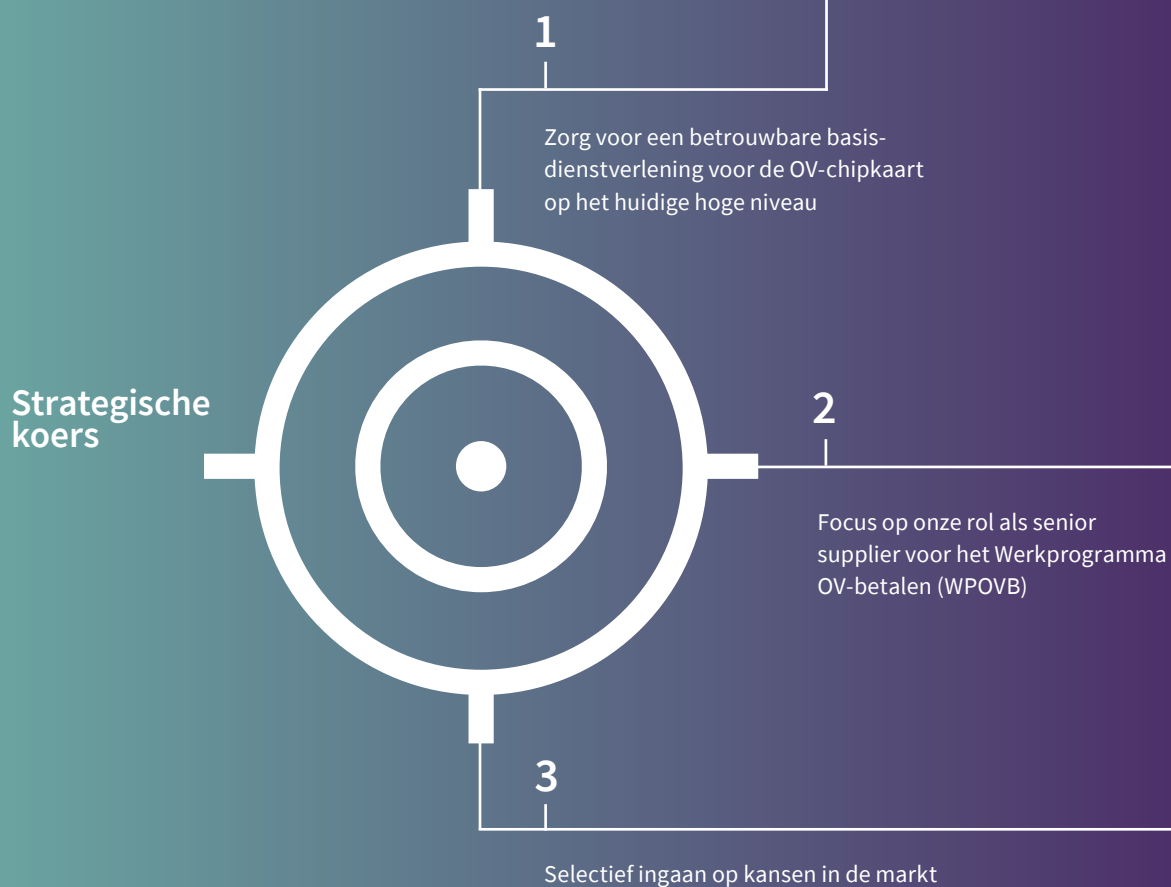 Strategische
koers
1
Zorg voor een betrouwbare basis-
dienstverlening voor de OV-chipkaart
op het huidige hoge niveau
2
Focus op onze rol als senior
supplier voor het Werkprogramma
OV-betalen (WPOVB)
3
Selectief ingaan op kansen in de markt